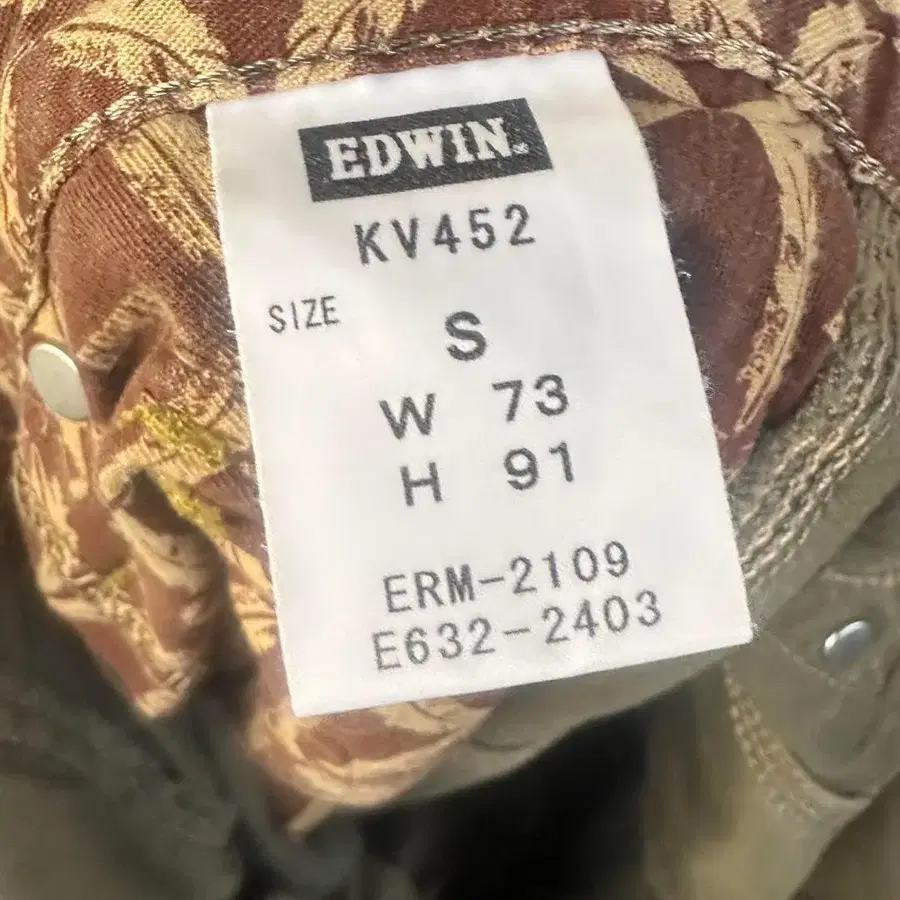 EDWIN.
KV452
SIZE
S
W 73
H 91
ERM-2109
E632-2403